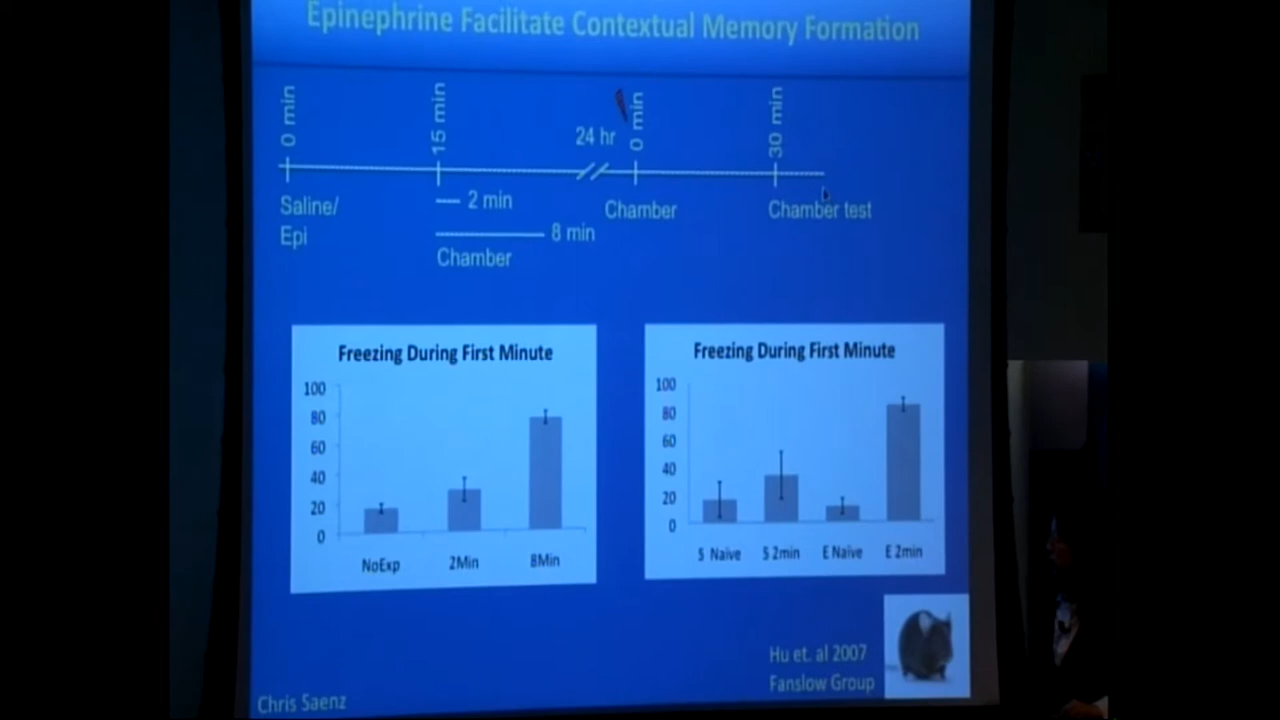 Epinephrine Facilitate Contextual Memory Formation
0 min
15 min
24 hr
0 min
30 min
Saline/
Epi
2 min
8 min
Chamber
Chamber
Chamber test
Freezing During First Minute
100
80
60
40
20
0
NoExp
2Min
8Min
Freezing During First Minute
100
80
60
40
20
0
S Naive
S 2min
E Naive
E 2min
Hu et. al 2007
Fanslow Group
Chris Saenz